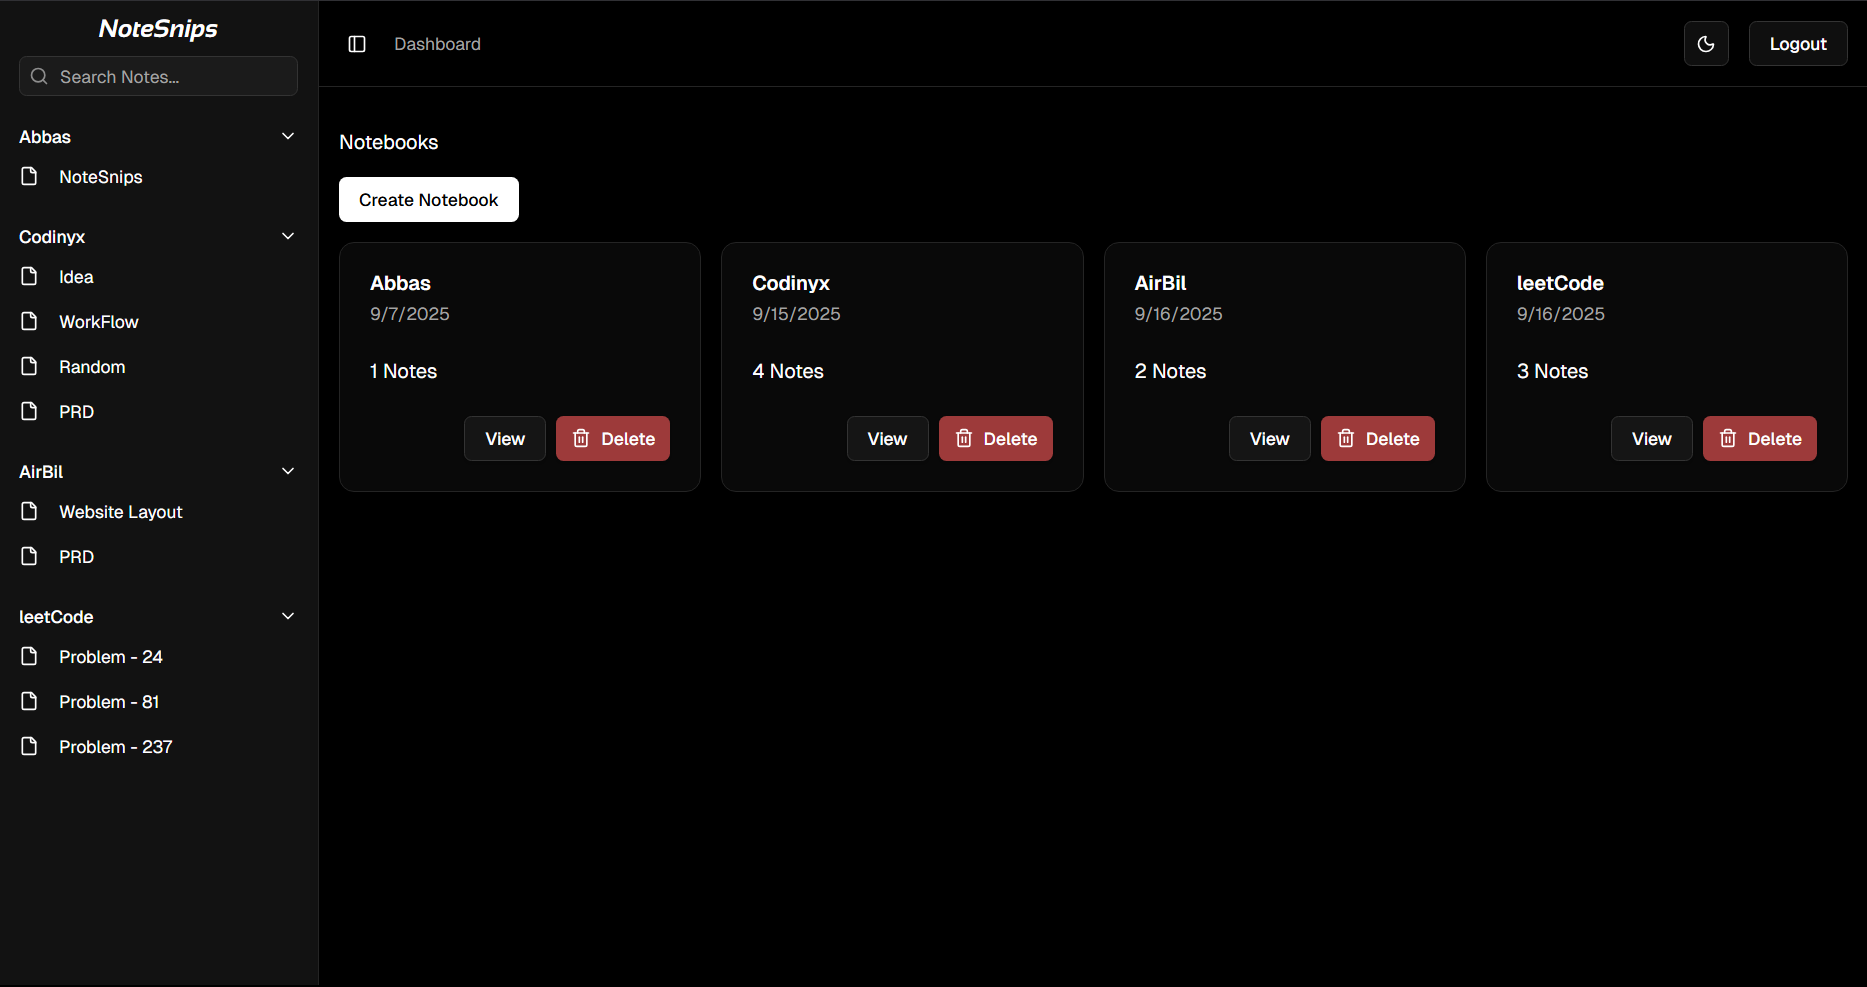 NoteSnips
Search Notes...
Abbas
NoteSnips
Codinyx
Idea
WorkFlow
Random
PRD
AirBil
Website Layout
PRD
leetCode
Problem - 24
Problem - 81
Problem - 237
Dashboard
Logout
Notebooks
Create Notebook
Abbas
9/7/2025
1 Notes
View
Delete
Codinyx
9/15/2025
4 Notes
View
Delete
AirBil
9/16/2025
2 Notes
View
Delete
leetCode
9/16/2025
3 Notes
View
Delete